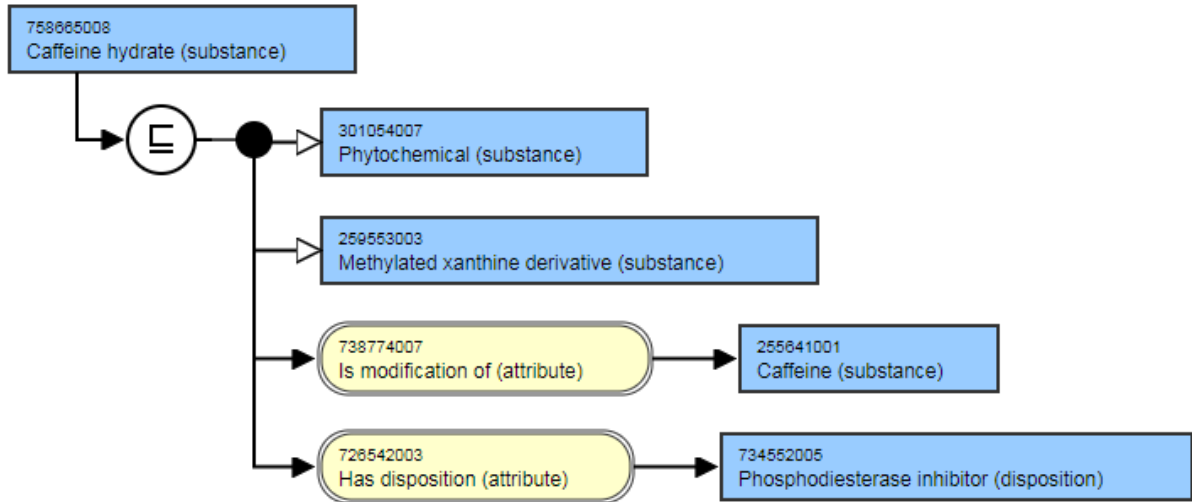 758665008
Caffeine hydrate (substance)
⊑
301054007
Phytochemical (substance)
259553003
Methylated xanthine derivative (substance)
738774007
Is modification of (attribute)
255641001
Caffeine (substance)
726542003
Has disposition (attribute)
734552005
Phosphodiesterase inhibitor (disposition)